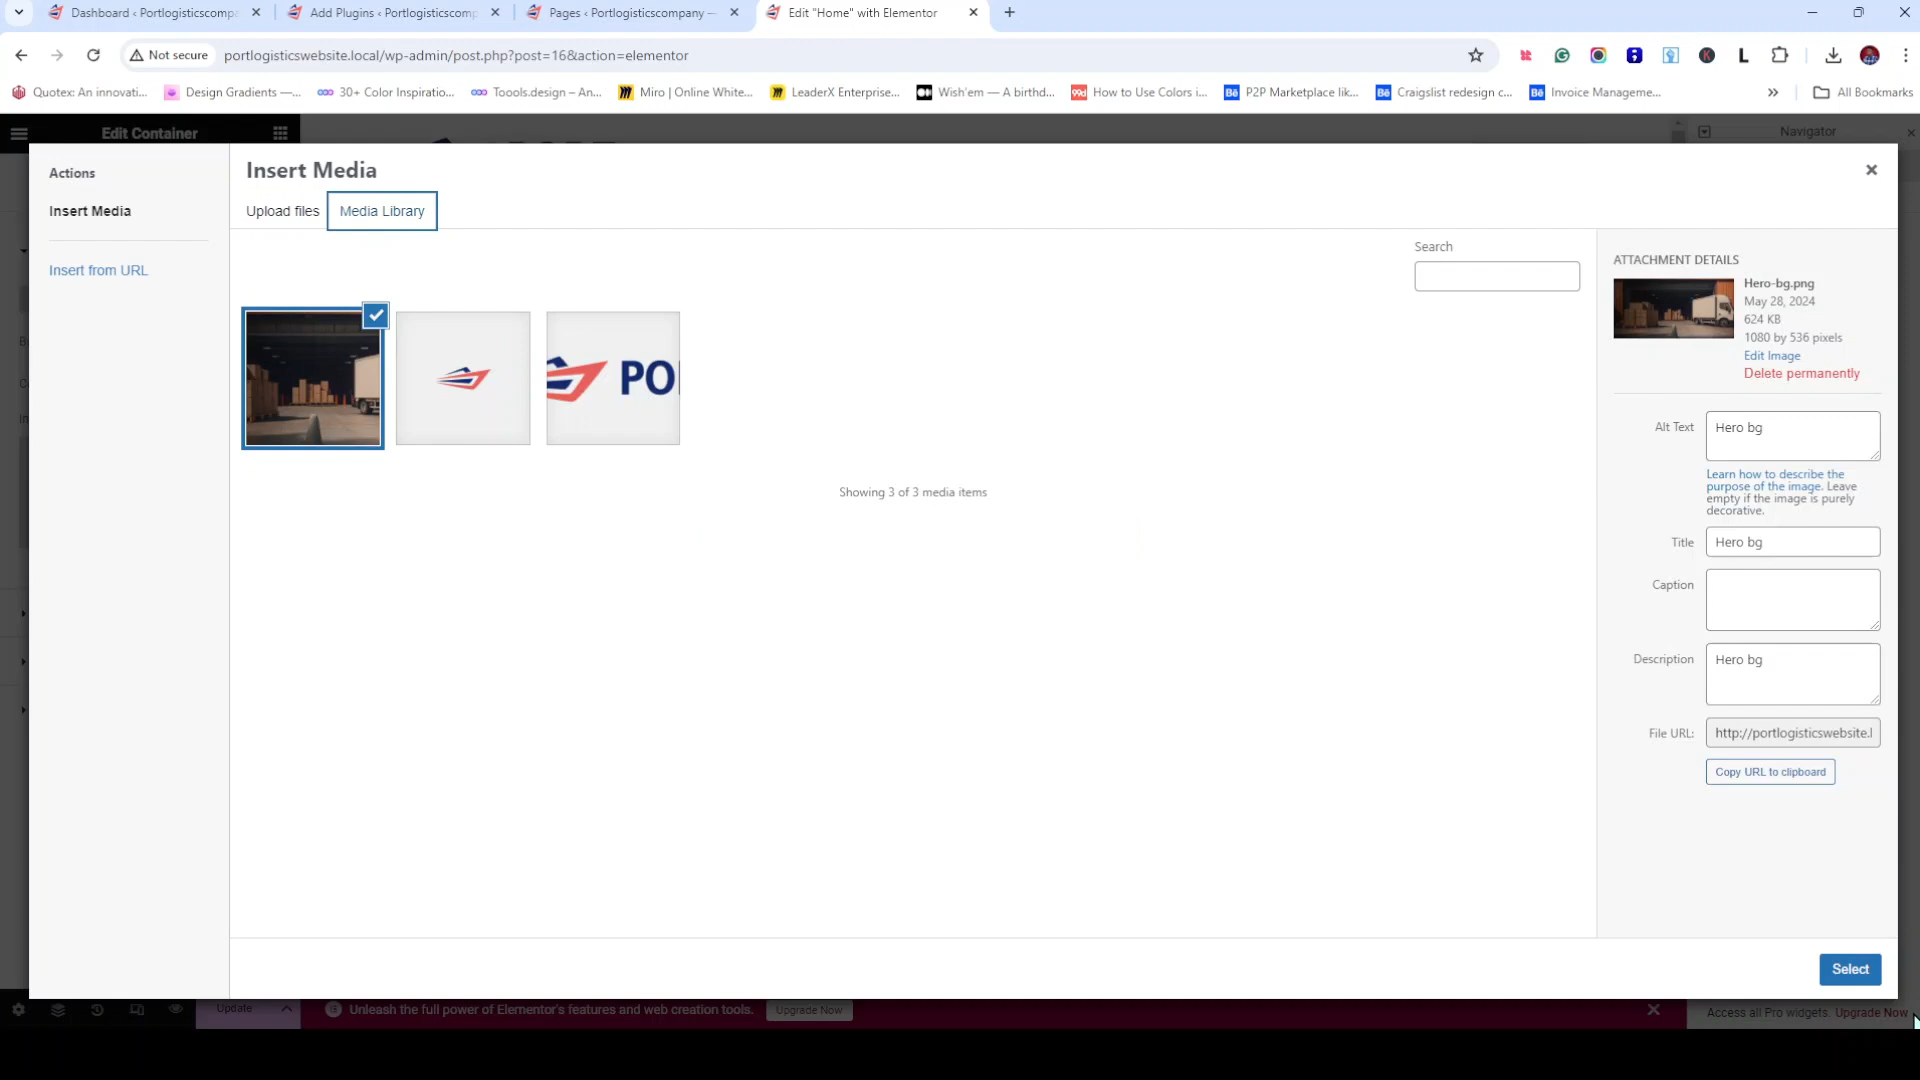 Dashboard ‹ Portlogisticscompa
Add Plugins ‹ Portlogisticscomp
Pages ‹ Portlogisticscompany —
Edit "Home" with Elementor
Not secure
portlogisticswebsite.local/wp-admin/post.php?post=16&action=elementor
Quotex: An innovati...
Design Gradients —...
30+ Color Inspiratio...
Toools.design – An...
Miro | Online White...
LeaderX Enterprise...
Wish'em — A birthd...
How to Use Colors i...
P2P Marketplace lik...
Craigslist redesign c...
Invoice Manageme...
All Bookmarks
Edit Container
Navigator
Actions
Insert Media
Insert from URL
Insert Media
Upload files
Media Library
Search
PO
Showing 3 of 3 media items
ATTACHMENT DETAILS
Hero-bg.png
May 28, 2024
624 KB
1080 by 536 pixels
Edit Image
Delete permanently
Alt Text
Hero bg
Learn how to describe the
purpose of the image. Leave
empty if the image is purely
decorative.
Title
Hero bg
Caption
Description
Hero bg
File URL:
http://portlogisticswebsite.l
Copy URL to clipboard
Select
Update
Unleash the full power of Elementor's features and web creation tools.
Upgrade Now
Access all Pro widgets. Upgrade Now